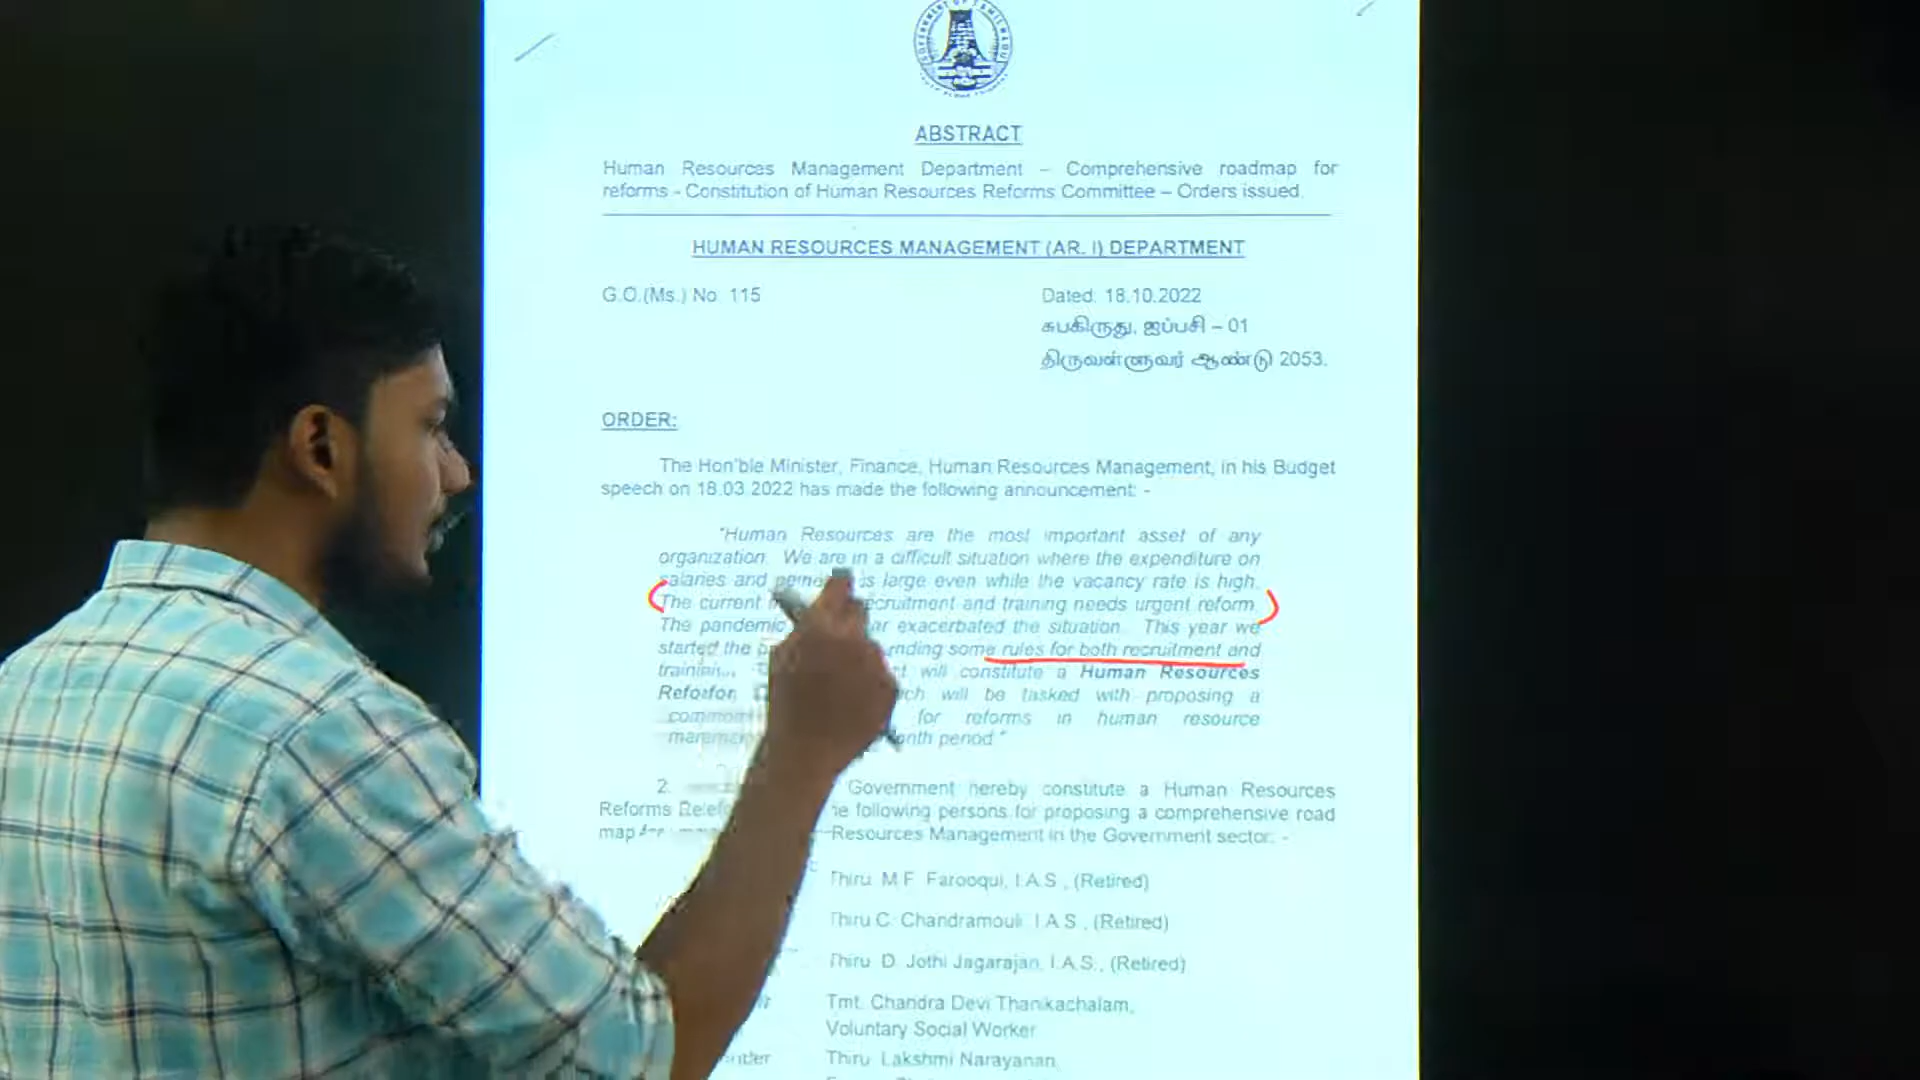 ABSTRACT
Human Resources Management Department – Comprehensive roadmap for
reforms - Constitution of Human Resources Reforms Committee – Orders issued.
HUMAN RESOURCES MANAGEMENT (AR. I) DEPARTMENT
G.O.(Ms.) No. 115
Dated: 18.10.2022
சுபகிருது, ஐப்பசி – 01
திருவள்ளுவர் ஆண்டு 2053.
ORDER:
The Hon'ble Minister, Finance, Human Resources Management, in his Budget
speech on 18.03.2022 has made the following announcement: -
"Human Resources are the most important asset of any
organization. We are in a difficult situation where the expenditure on
salaries and is large even while the vacancy rate is high.
The current recruitment and training needs urgent reform.
The pandemic exacerbated the situation. This year we
started the some rules for both recruitment and
will constitute a Human Resources
will be tasked with proposing a
for reforms in human resource
period."
2. Government hereby constitute a Human Resources
Reforms following persons for proposing a comprehensive road
map Resources Management in the Government sector: -
Thiru. M.F. Farooqui, I.A.S., (Retired)
Thiru C. Chandramouli, I.A.S., (Retired)
Thiru. D. Jothi Jagarajan, I.A.S., (Retired)
Tmt. Chandra Devi Thanikachalam,
Voluntary Social Worker
Thiru. Lakshmi Narayanan,